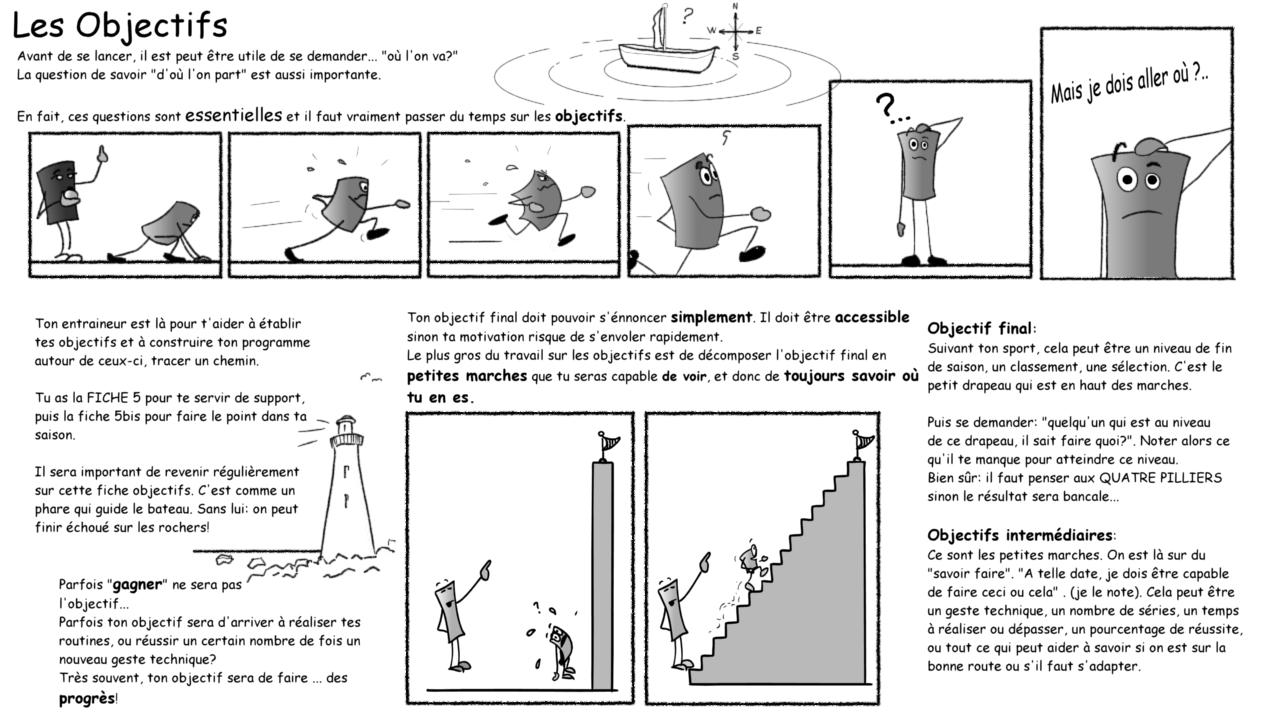 Les Objectifs
Avant de se lancer, il est peut être utile de se demander... "où l'on va?"
La question de savoir "d'où l'on part" est aussi importante.
En fait, ces questions sont essentielles et il faut vraiment passer du temps sur les objectifs.
?
N
W E
S
?...
Mais je dois aller où ?..
Ton entraineur est là pour t'aider à établir
tes objectifs et à construire ton programme
autour de ceux-ci, tracer un chemin.
Tu as la FICHE 5 pour te servir de support,
puis la fiche 5bis pour faire le point dans ta
saison.
Il sera important de revenir régulièrement
sur cette fiche objectifs. C'est comme un
phare qui guide le bateau. Sans lui: on peut
finir échoué sur les rochers!
Parfois "gagner" ne sera pas
l'objectif...
Parfois ton objectif sera d'arriver à réaliser tes
routines, ou réussir un certain nombre de fois un
nouveau geste technique?
Très souvent, ton objectif sera de faire ... des
progrès!
Ton objectif final doit pouvoir s'énnoncer simplement. Il doit être accessible
sinon ta motivation risque de s'envoler rapidement.
Le plus gros du travail sur les objectifs est de décomposer l'objectif final en
petites marches que tu seras capable de voir, et donc de toujours savoir où
tu en es.
?
Objectif final:
Suivant ton sport, cela peut être un niveau de fin
de saison, un classement, une sélection. C'est le
petit drapeau qui est en haut des marches.
Puis se demander: "quelqu'un qui est au niveau
de ce drapeau, il sait faire quoi?". Noter alors ce
qu'il te manque pour atteindre ce niveau.
Bien sûr: il faut penser aux QUATRE PILLIERS
sinon le résultat sera bancale...
Objectifs intermédiaires:
Ce sont les petites marches. On est là sur du
"savoir faire". "A telle date, je dois être capable
de faire ceci ou cela" . (je le note). Cela peut être
un geste technique, un nombre de séries, un temps
à réaliser ou dépasser, un pourcentage de réussite,
ou tout ce qui peut aider à savoir si on est sur la
bonne route ou s'il faut s'adapter.